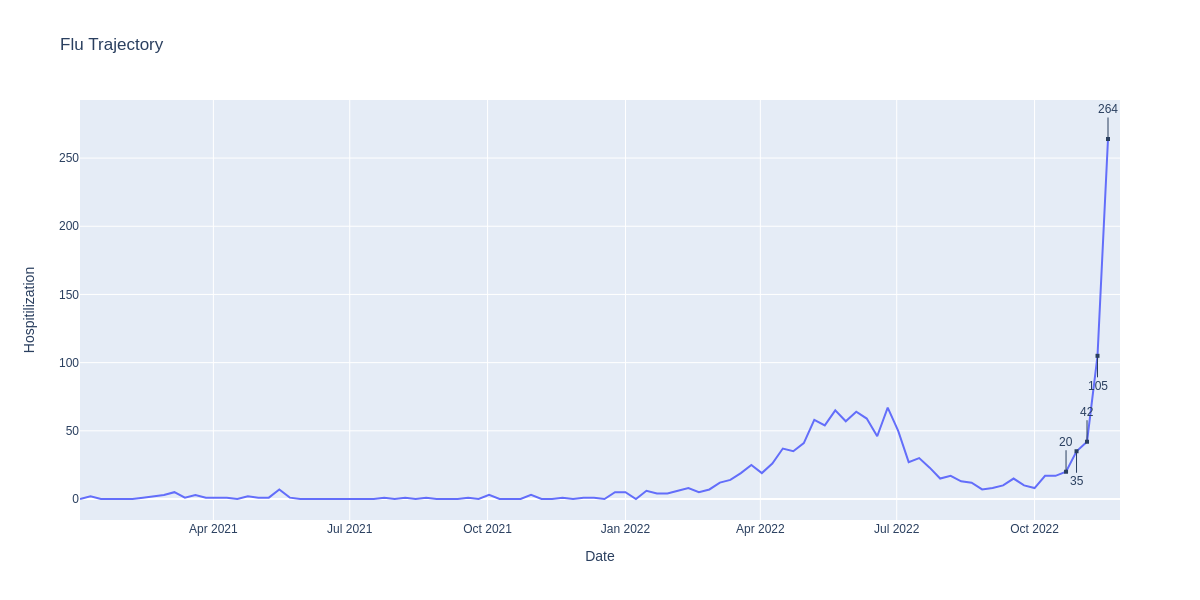 Flu Trajectory
264
250
200
150
100
50
0
105
42
20
35
Hospitilization
Apr 2021
Jul 2021
Oct 2021
Jan 2022
Apr 2022
Jul 2022
Oct 2022
Date